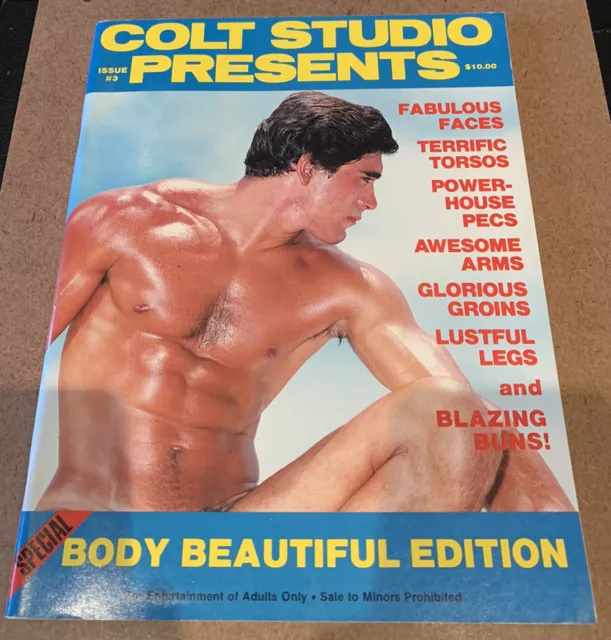 COLT STUDIO
PRESENTS
ISSUE
#3
$10.00
FABULOUS
FACES
TERRIFIC
TORSOS
POWER-
HOUSE
PECS
AWESOME
ARMS
GLORIOUS
GROINS
LUSTFUL
LEGS
and
BLAZING
BUNS!
SPECIAL
BODY BEAUTIFUL EDITION
Entertainment of Adults Only • Sale to Minors Prohibited